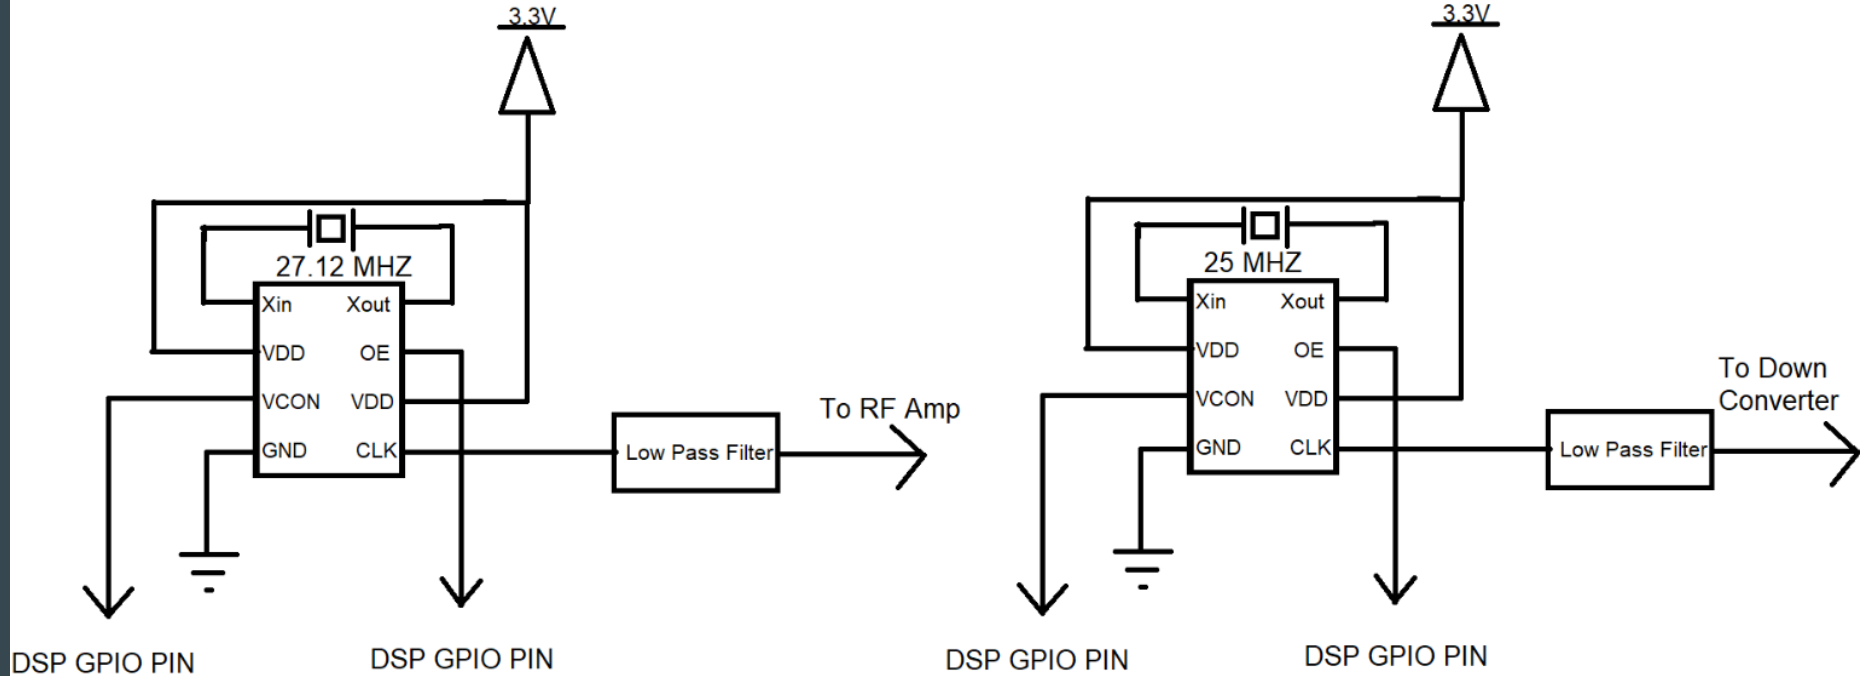 3.3V
27.12 MHZ
Xin Xout
VDD OE
VCON VDD
GND CLK
Low Pass Filter
To RF Amp
DSP GPIO PIN
DSP GPIO PIN
3.3V
25 MHZ
Xin Xout
VDD OE
VCON VDD
GND CLK
Low Pass Filter
To Down
Converter
DSP GPIO PIN
DSP GPIO PIN